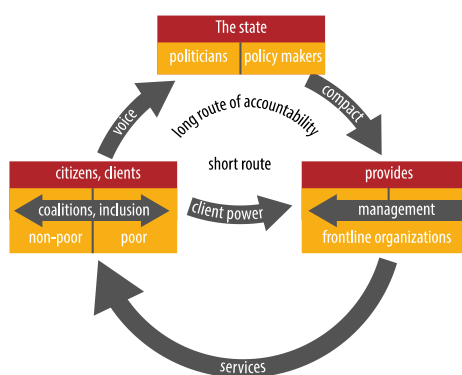 The state
politicians policy makers
voice
long route of accountability
compact
short route
citizens, clients
coalitions, inclusion
non-poor poor
client power
provides
management
frontline organizations
services